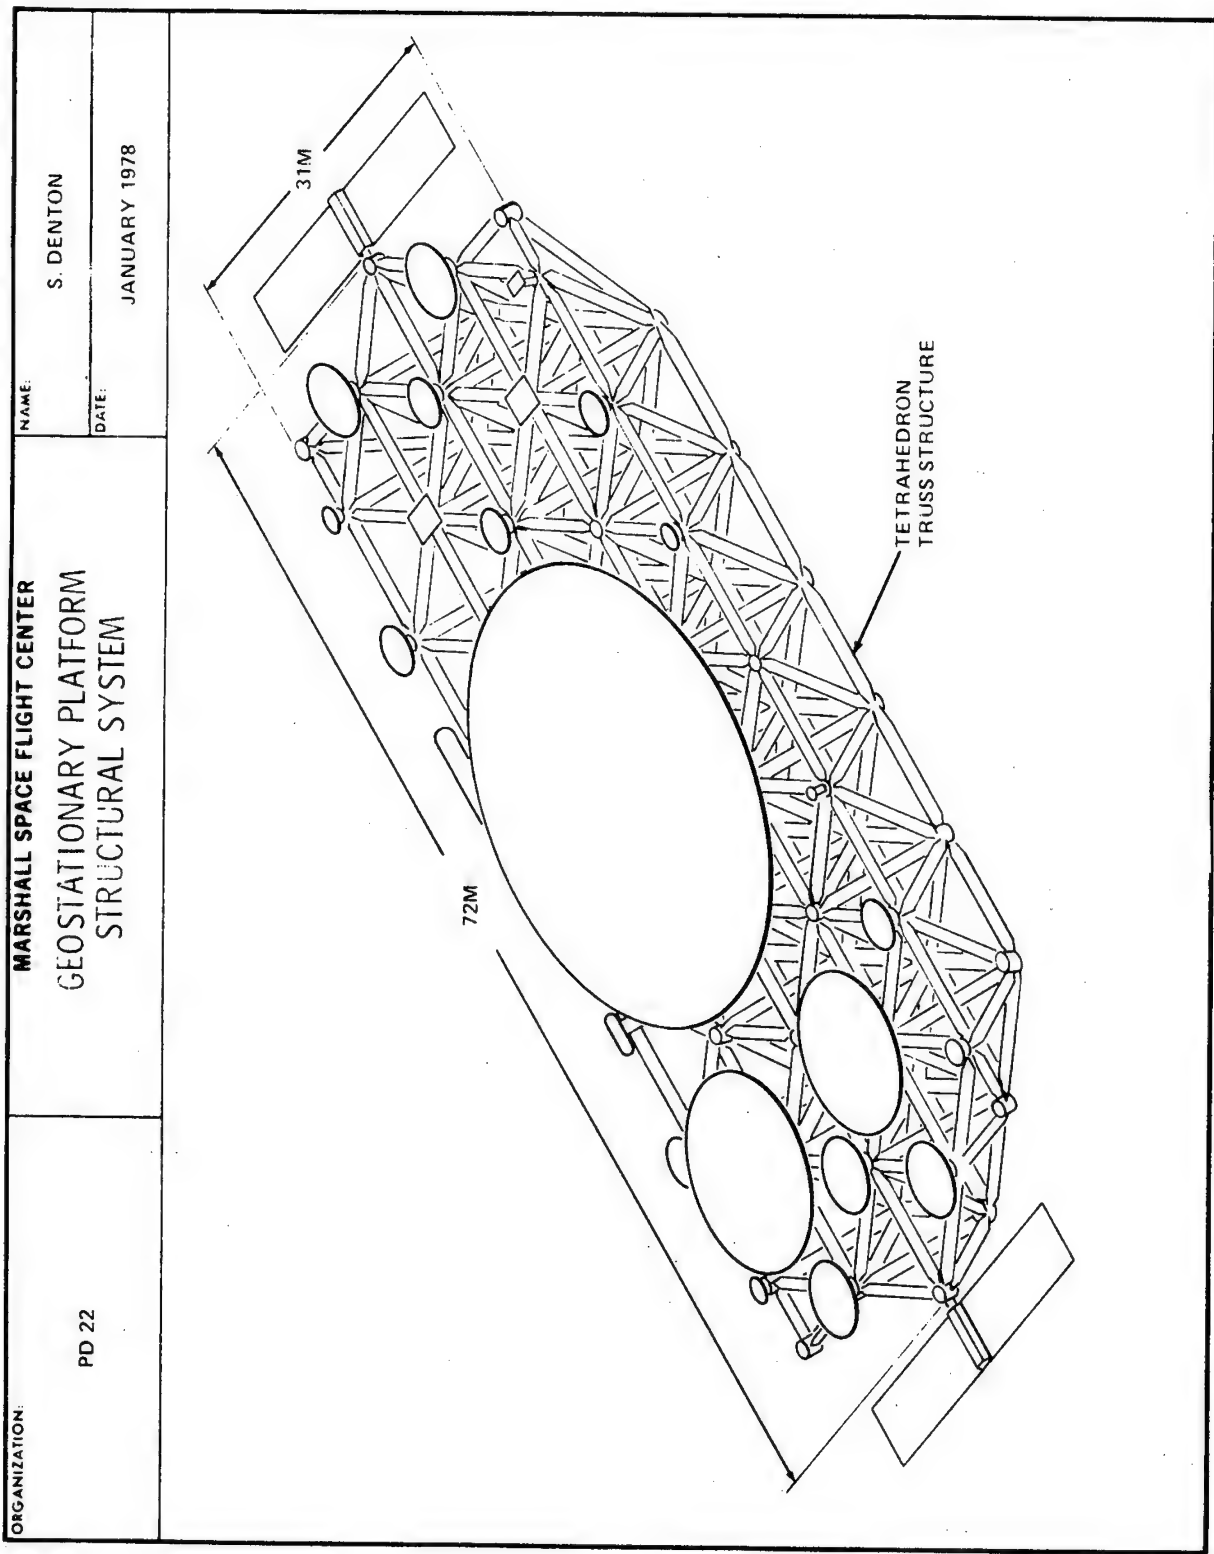 ORGANIZATION:
PD 22
MARSHALL SPACE FLIGHT CENTER
GEOSTATIONARY PLATFORM
STRUCTURAL SYSTEM
NAME:
S. DENTON
DATE:
JANUARY 1978
31M
72M
TETRAHEDRON
TRUSS STRUCTURE